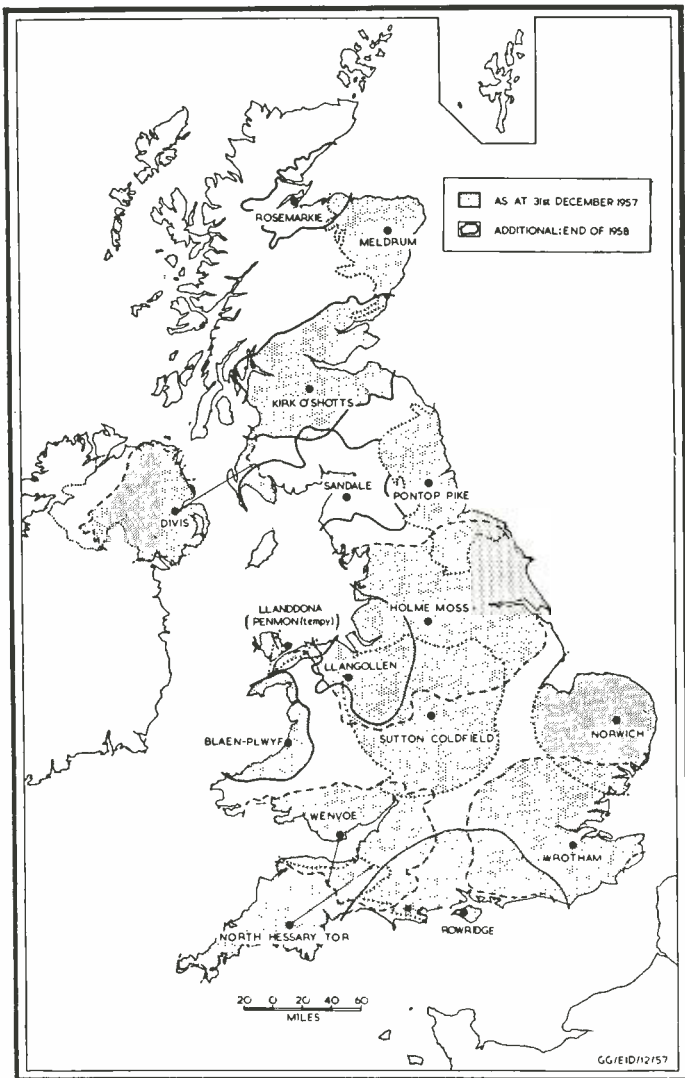 AS AT 31st DECEMBER 1957
ADDITIONAL: END OF 1958
ROSEMARKIE
MELDRUM
KIRK O'SHOTTS
SANDALE
PONTOP PIKE
DIVIS
HOLME MOSS
LLANDDONA
(PENMON (tempy)
LLANGOLLEN
NORWICH
SUTTON COLDFIELD
BLAEN-PLWYF
WENVOE
WROTHAM
ROWRIDGE
NORTH HESSARY TOR
20 0 20 40 60
MILES
GG/EID/12/57